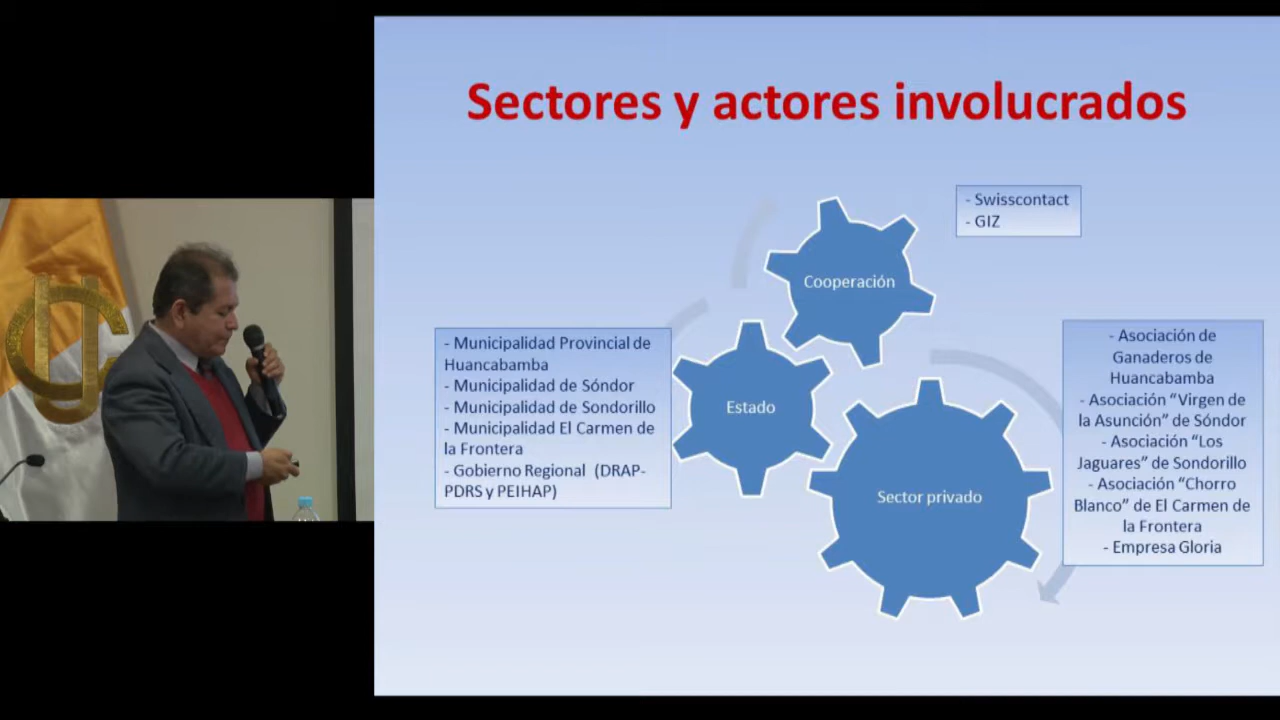 Sectores y actores involucrados
- Swisscontact
- GIZ
Cooperación
- Municipalidad Provincial de
Huancabamba
- Municipalidad de Sóndor
- Municipalidad de Sondorillo
- Municipalidad El Carmen de
la Frontera
- Gobierno Regional (DRAP-
PDRS y PEIHAP)
Estado
Sector privado
- Asociación de
Ganaderos de
Huancabamba
- Asociación “Virgen de
la Asunción” de Sóndor
- Asociación “Los
Jaguares” de Sondorillo
- Asociación “Chorro
Blanco” de El Carmen de
la Frontera
- Empresa Gloria